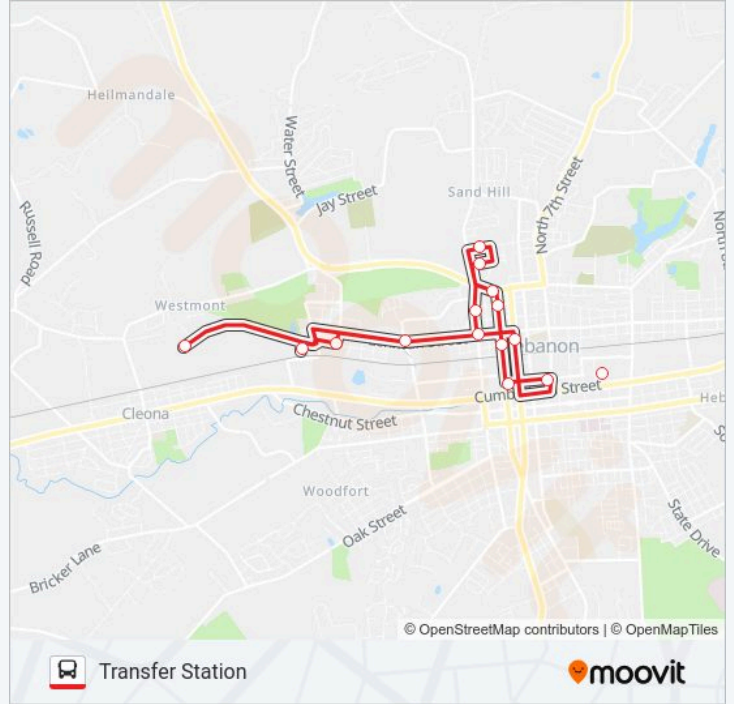 Heilmandale
Water Street
Jay Street
Sand Hill
North 7th Street
Russell Road
Westmont
banon
Cumb
Street
Cleona
Chestnut Street
Heb
Woodfort
Oak Street
State Drive
Bricker Lane
© OpenStreetMap contributors | © OpenMapTiles
Transfer Station
moovit